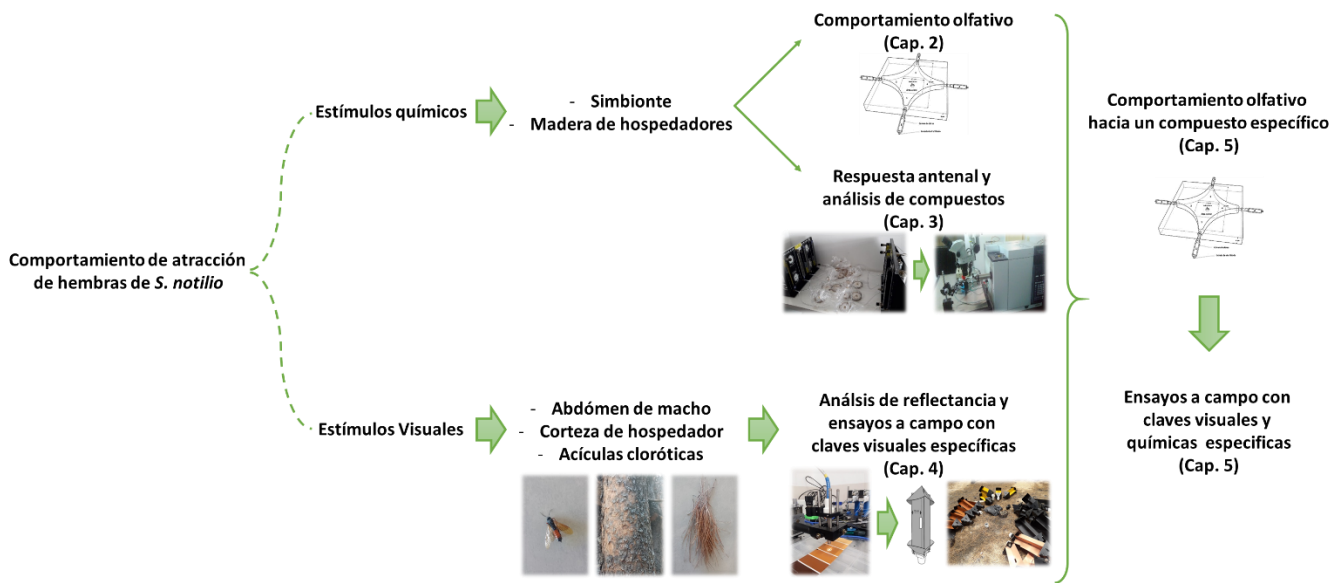 Comportamiento de atracción
de hembras de S. notilio
Estímulos químicos
- Simbionte
- Madera de hospedadores
Comportamiento olfativo
(Cap. 2)
Respuesta antenal y
análisis de compuestos
(Cap. 3)
Estímulos Visuales
- Abdómen de macho
- Corteza de hospedador
- Acículas cloróticas
Análsis de reflectancia y
ensayos a campo con
claves visuales específicas
(Cap. 4)
Comportamiento olfativo
hacia un compuesto específico
(Cap. 5)
Ensayos a campo con
claves visuales y
químicas especificas
(Cap. 5)